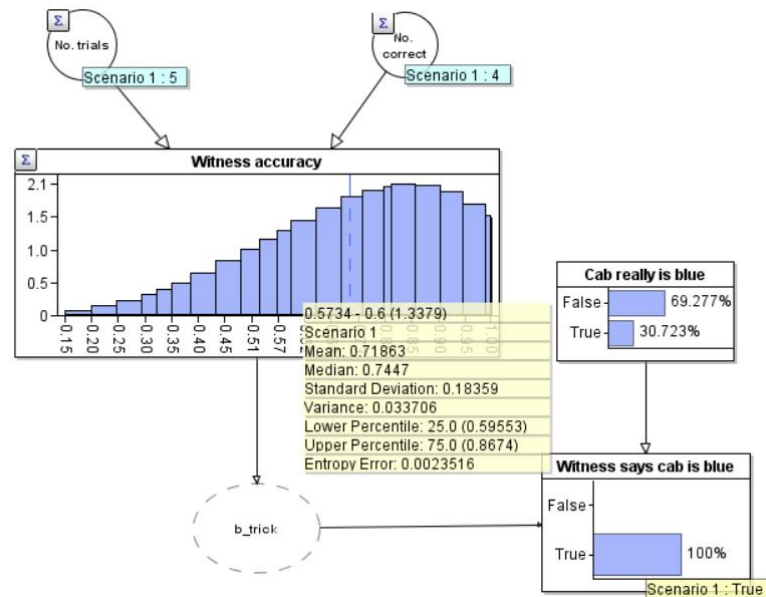 Σ
Σ
No. trials
No.
correct
Scenario 1 : 5
Scenario 1 : 4
Σ
Witness accuracy
2.1
1.5
1.0
0.5
0
0.15
0.20
0.25
0.30
0.35
0.40
0.45
0.51
0.57
0.85
0.90
0.95
1.00
0.5734 - 0.6 (1.3379)
Scenario 1
Mean: 0.71863
Median: 0.7447
Standard Deviation: 0.18359
Variance: 0.033706
Lower Percentile: 25.0 (0.59553)
Upper Percentile: 75.0 (0.8674)
Entropy Error: 0.0023516
Cab really is blue
False 69.277%
True 30.723%
b_trick
Witness says cab is blue
False
True 100%
Scenario 1 : True